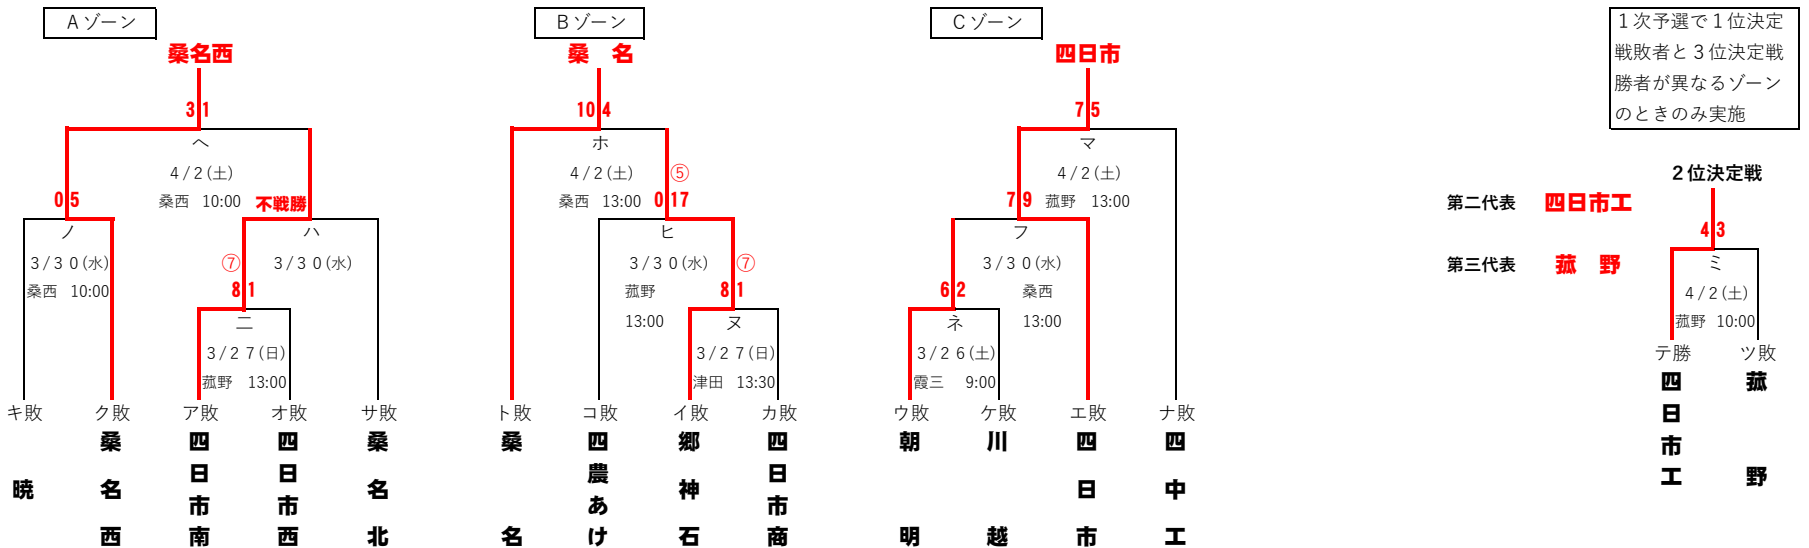 Ａゾーン
桑名西
3 1
ヘ
４/２(土)
桑西 10:00
0 5
不戦勝
ノ
３/３０(水)
桑西 10:00
ハ
３/３０(水)
⑦
8 1
ニ
３/２７(日)
菰野 13:00
キ敗
ク敗
ア敗
オ敗
サ敗
暁
桑名西
四日市南
四日市西
桑名北
Ｂゾーン
桑 名
10 4
ホ
４/２(土)
桑西 13:00
⑤
0 17
ヒ
３/３０(水)
菰野
13:00
⑦
8 1
ヌ
３/２７(日)
津田 13:30
ト敗
コ敗
イ敗
カ敗
桑名
四農あけ
郷神石
四日市商
Ｃゾーン
四日市
7 5
マ
４/２(土)
菰野 13:00
7 9
フ
３/３０(水)
桑西
13:00
6 2
ネ
３/２６(土)
霞三 9:00
ウ敗
ケ敗
エ敗
ナ敗
朝明
川越
四日市
四中工
１次予選で１位決定
戦敗者と３位決定戦
勝者が異なるゾーン
のときのみ実施
２位決定戦
第二代表 四日市工
第三代表 菰 野
4 3
ミ
４/２(土)
菰野 10:00
テ勝
ツ敗
四日市工
菰野